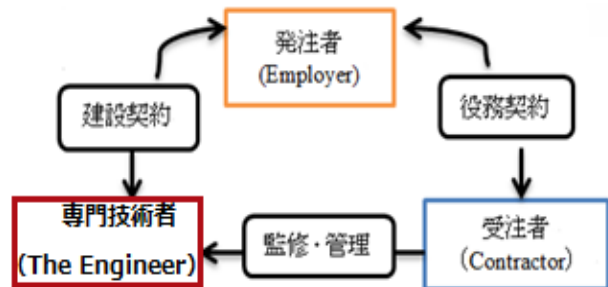 発注者
(Employer)
建設契約
役務契約
専門技術者
(The Engineer)
監修・管理
受注者
(Contractor)